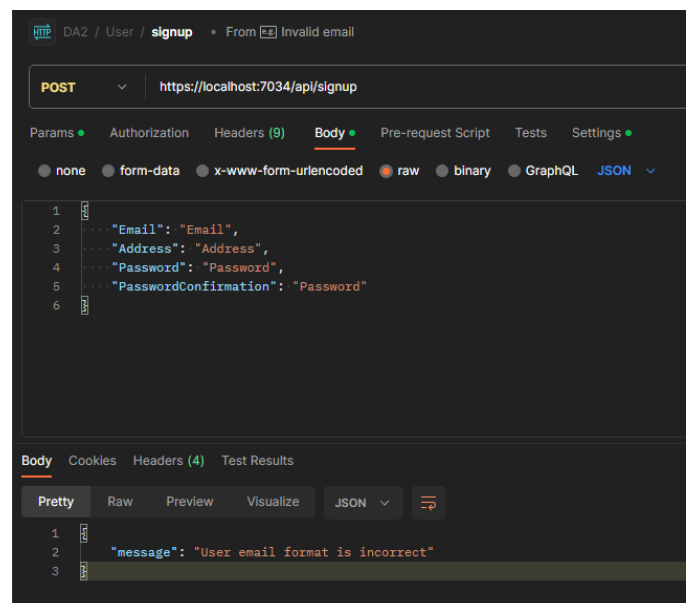 HTTP DA2 / User / signup • From e.g. Invalid email
POST https://localhost:7034/api/signup
Params Authorization Headers (9) Body Pre-request Script Tests Settings
none form-data x-www-form-urlencoded raw binary GraphQL JSON
1 {
2 ····"Email":·"Email",
3 ····"Address":·"Address",
4 ····"Password":·"Password",
5 ····"PasswordConfirmation":·"Password"
6 }
Body Cookies Headers (4) Test Results
Pretty Raw Preview Visualize JSON
1 {
2 "message": "User email format is incorrect"
3 }